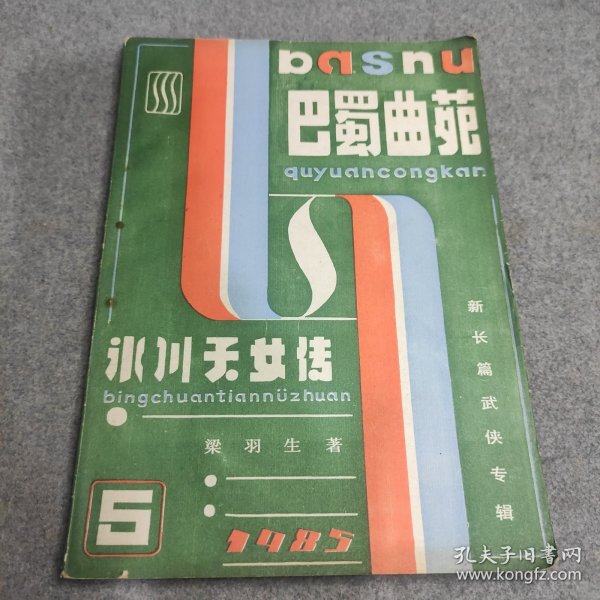 basnu
巴蜀曲苑
quyuancongkan
冰川天女传
bingchuantiannüzhuan
梁羽生著
新长篇武侠专辑
5
1985
孔夫子旧书网
www.kongfz.com